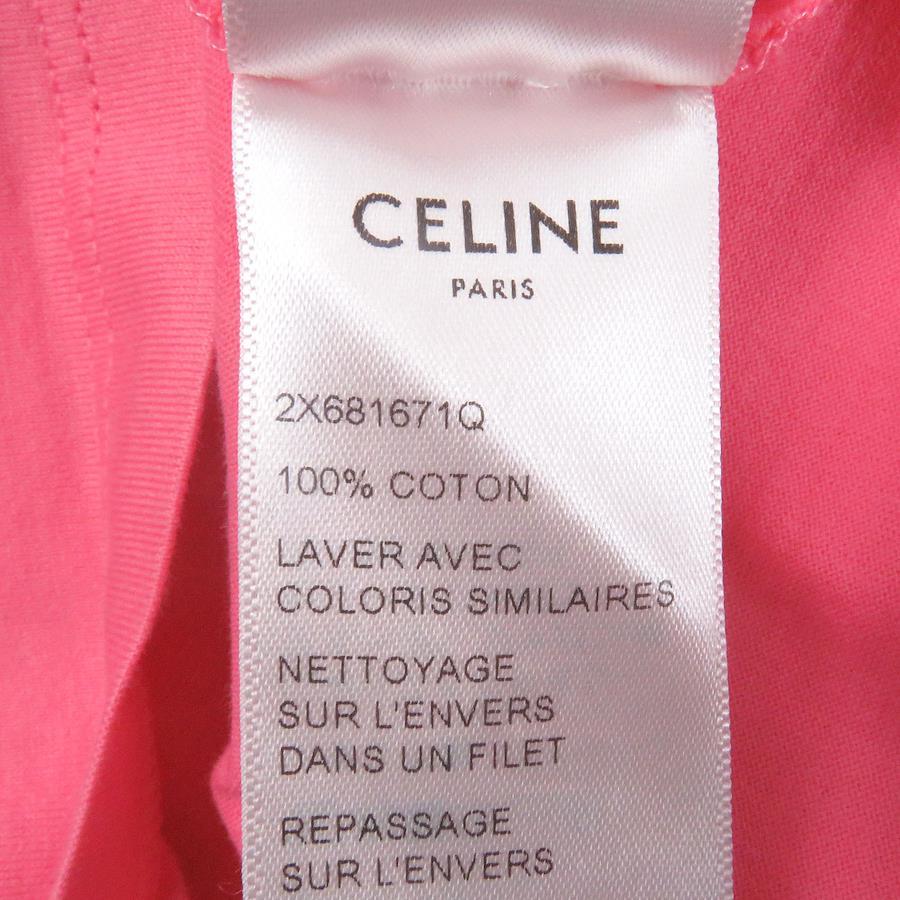 CELINE
PARIS
2X681671Q
100% COTON
LAVER AVEC
COLORIS SIMILAIRES
NETTOYAGE
SUR L'ENVERS
DANS UN FILET
REPASSAGE
SUR L'ENVERS